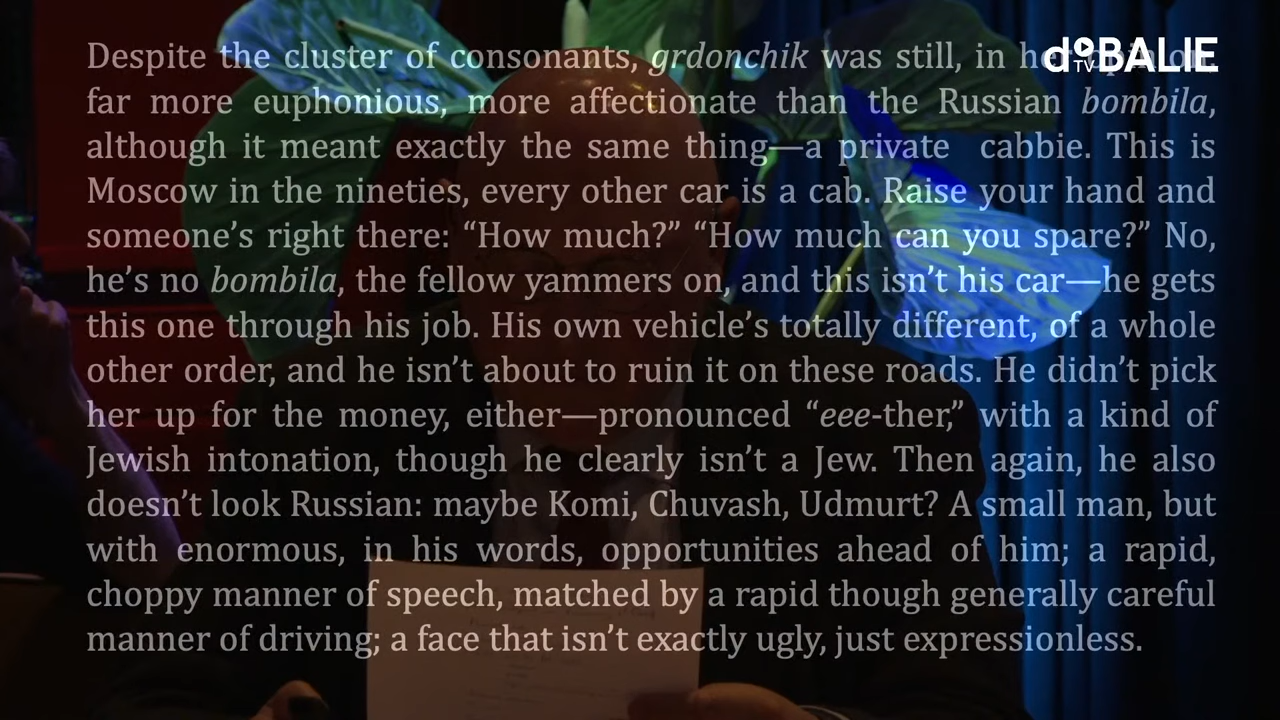 Despite the cluster of consonants, grdonchik was still, in
far more euphonious, more affectionate than the Russian bombila,
although it meant exactly the same thing—a private cabbie. This is
Moscow in the nineties, every other car is a cab. Raise your hand and
someone’s right there: “How much?” “How much can you spare?” No,
he’s no bombila, the fellow yammers on, and this isn’t his car—he gets
this one through his job. His own vehicle’s totally different, of a whole
other order, and he isn’t about to ruin it on these roads. He didn’t pick
her up for the money, either—pronounced “eee-ther,” with a kind of
Jewish intonation, though he clearly isn’t a Jew. Then again, he also
doesn’t look Russian: maybe Komi, Chuvash, Udmurt? A small man, but
with enormous, in his words, opportunities ahead of him; a rapid,
choppy manner of speech, matched by a rapid though generally careful
manner of driving; a face that isn’t exactly ugly, just expressionless.
de BALIE
TV